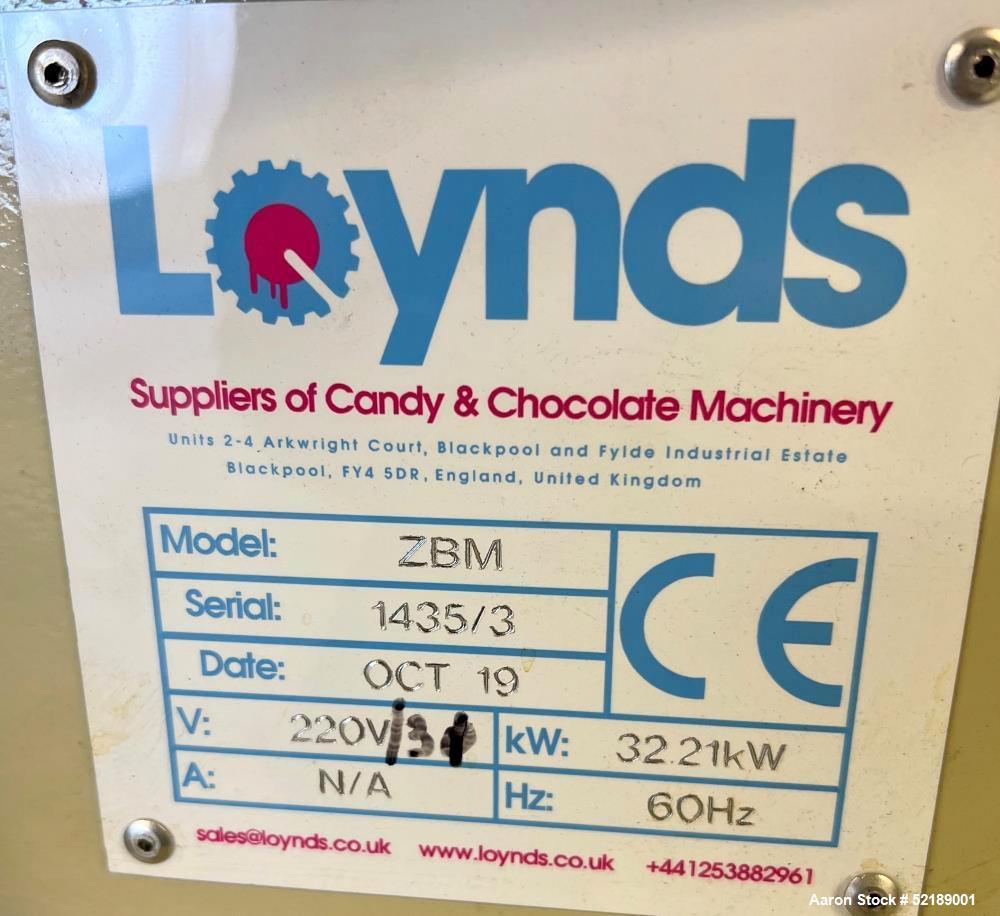 Loynds
Suppliers of Candy & Chocolate Machinery
Units 2-4 Arkwright Court, Blackpool and Fylde Industrial Estate
Blackpool, FY4 5DR, England, United Kingdom
Model: ZBM
Serial: 1435/3
Date: OCT 19
CE
V: 220V/3ϕ kW: 32.21kW
A: N/A Hz: 60Hz
sales@loynds.co.uk www.loynds.co.uk +441253882961
Aaron Stock # 52189001